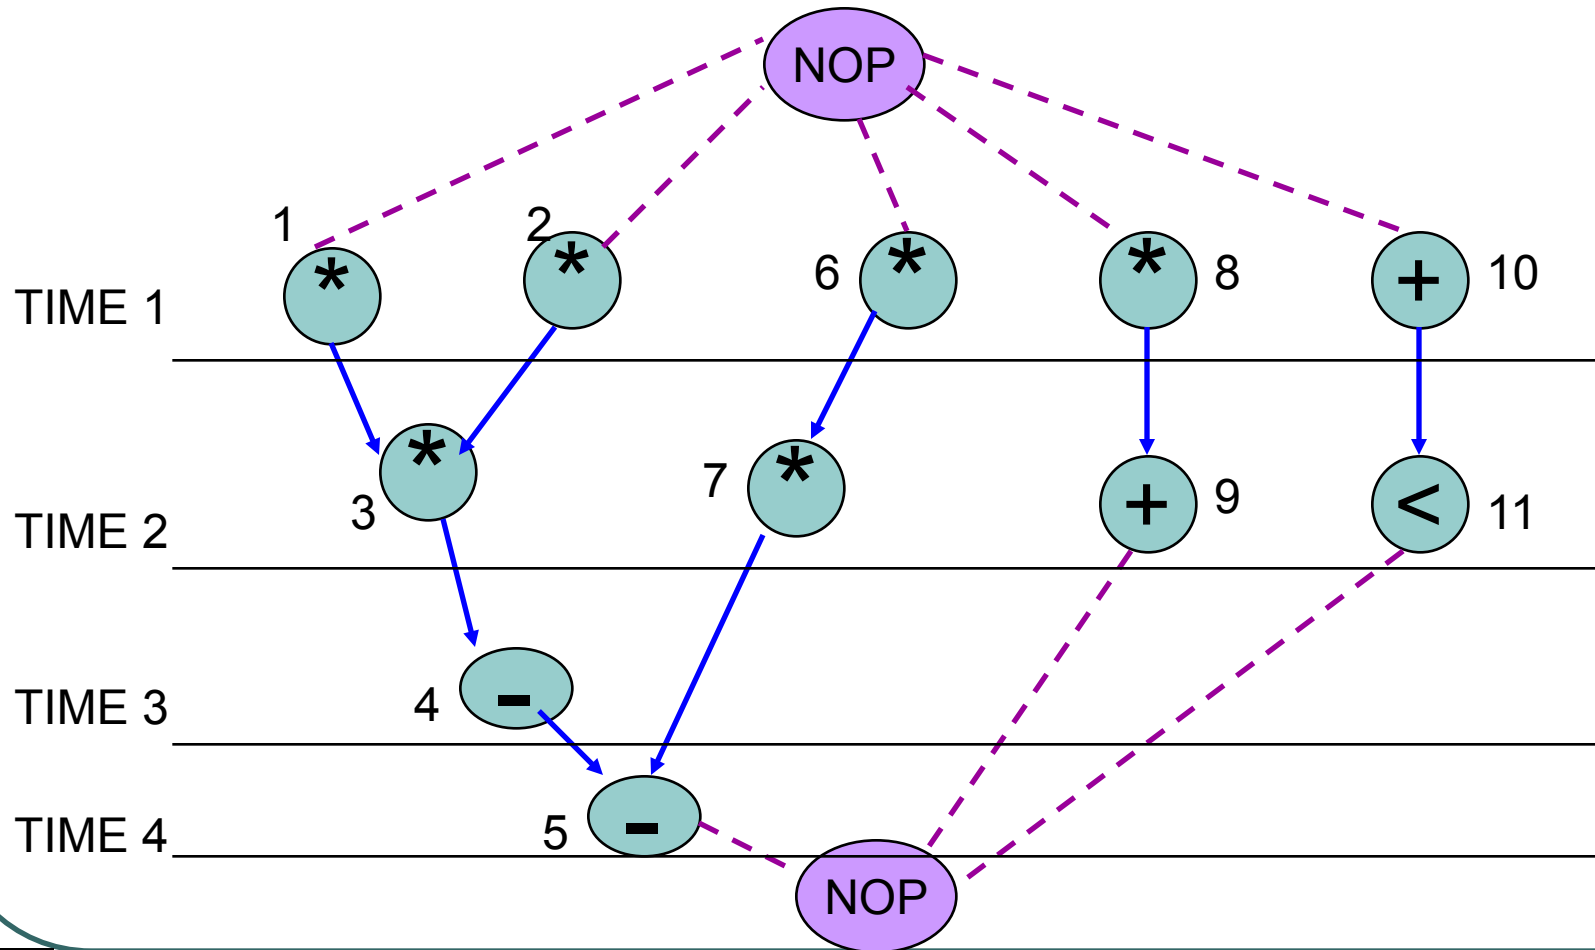 NOP
1
2
* * 6 * * 8 + 10
TIME 1
* 7 * + 9 < 11
3
TIME 2
4 -
TIME 3
5 -
TIME 4
NOP